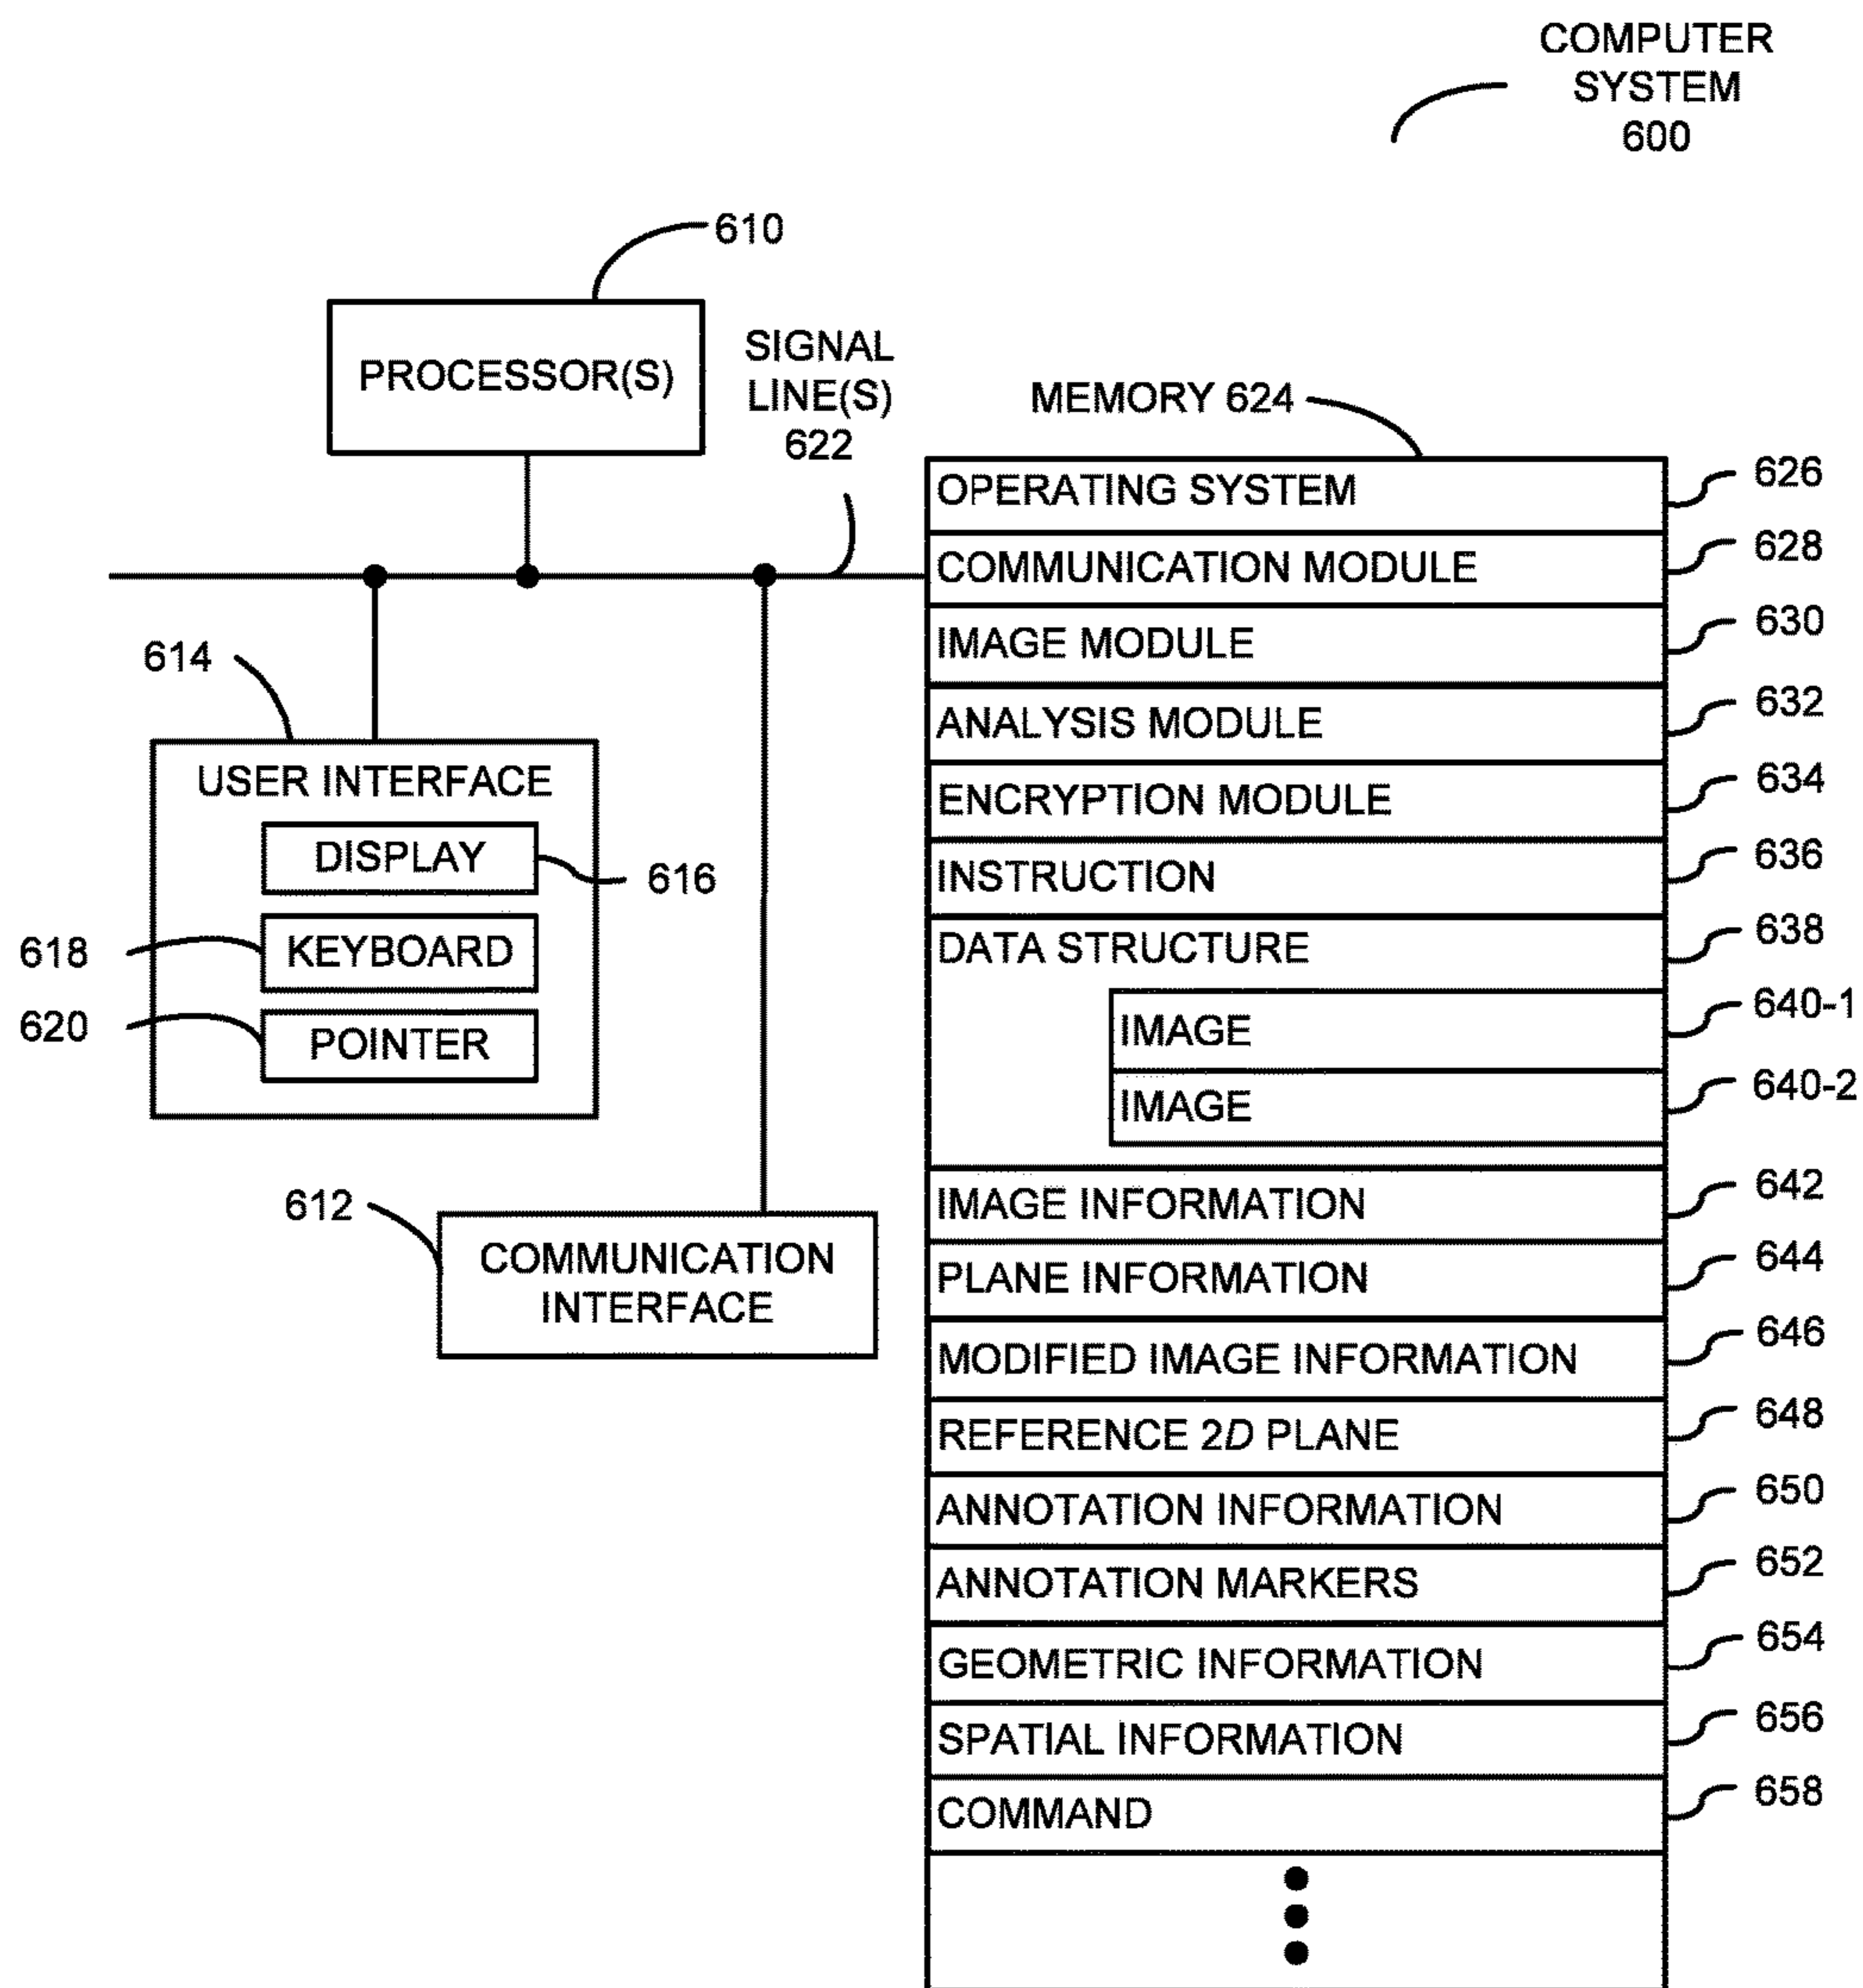 COMPUTER
SYSTEM
600
610
PROCESSOR(S)
SIGNAL
LINE(S)
622
MEMORY 624
OPERATING SYSTEM
626
COMMUNICATION MODULE
628
IMAGE MODULE
630
ANALYSIS MODULE
632
ENCRYPTION MODULE
634
INSTRUCTION
636
DATA STRUCTURE
638
IMAGE
640-1
IMAGE
640-2
IMAGE INFORMATION
642
PLANE INFORMATION
644
MODIFIED IMAGE INFORMATION
646
REFERENCE 2D PLANE
648
ANNOTATION INFORMATION
650
ANNOTATION MARKERS
652
GEOMETRIC INFORMATION
654
SPATIAL INFORMATION
656
COMMAND
658
614
USER INTERFACE
DISPLAY
616
618
KEYBOARD
620
POINTER
612
COMMUNICATION
INTERFACE